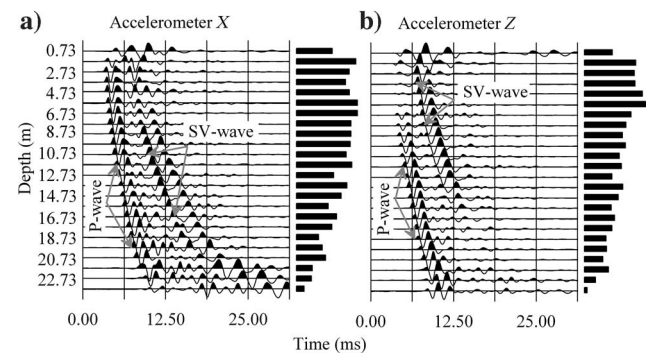 a)
Accelerometer X
b)
Accelerometer Z
Depth (m)
0.73
2.73
4.73
6.73
8.73
10.73
12.73
14.73
16.73
18.73
20.73
22.73
SV-wave
P-wave
SV-wave
P-wave
0.00 12.50 25.00
0.00 12.50 25.00
Time (ms)